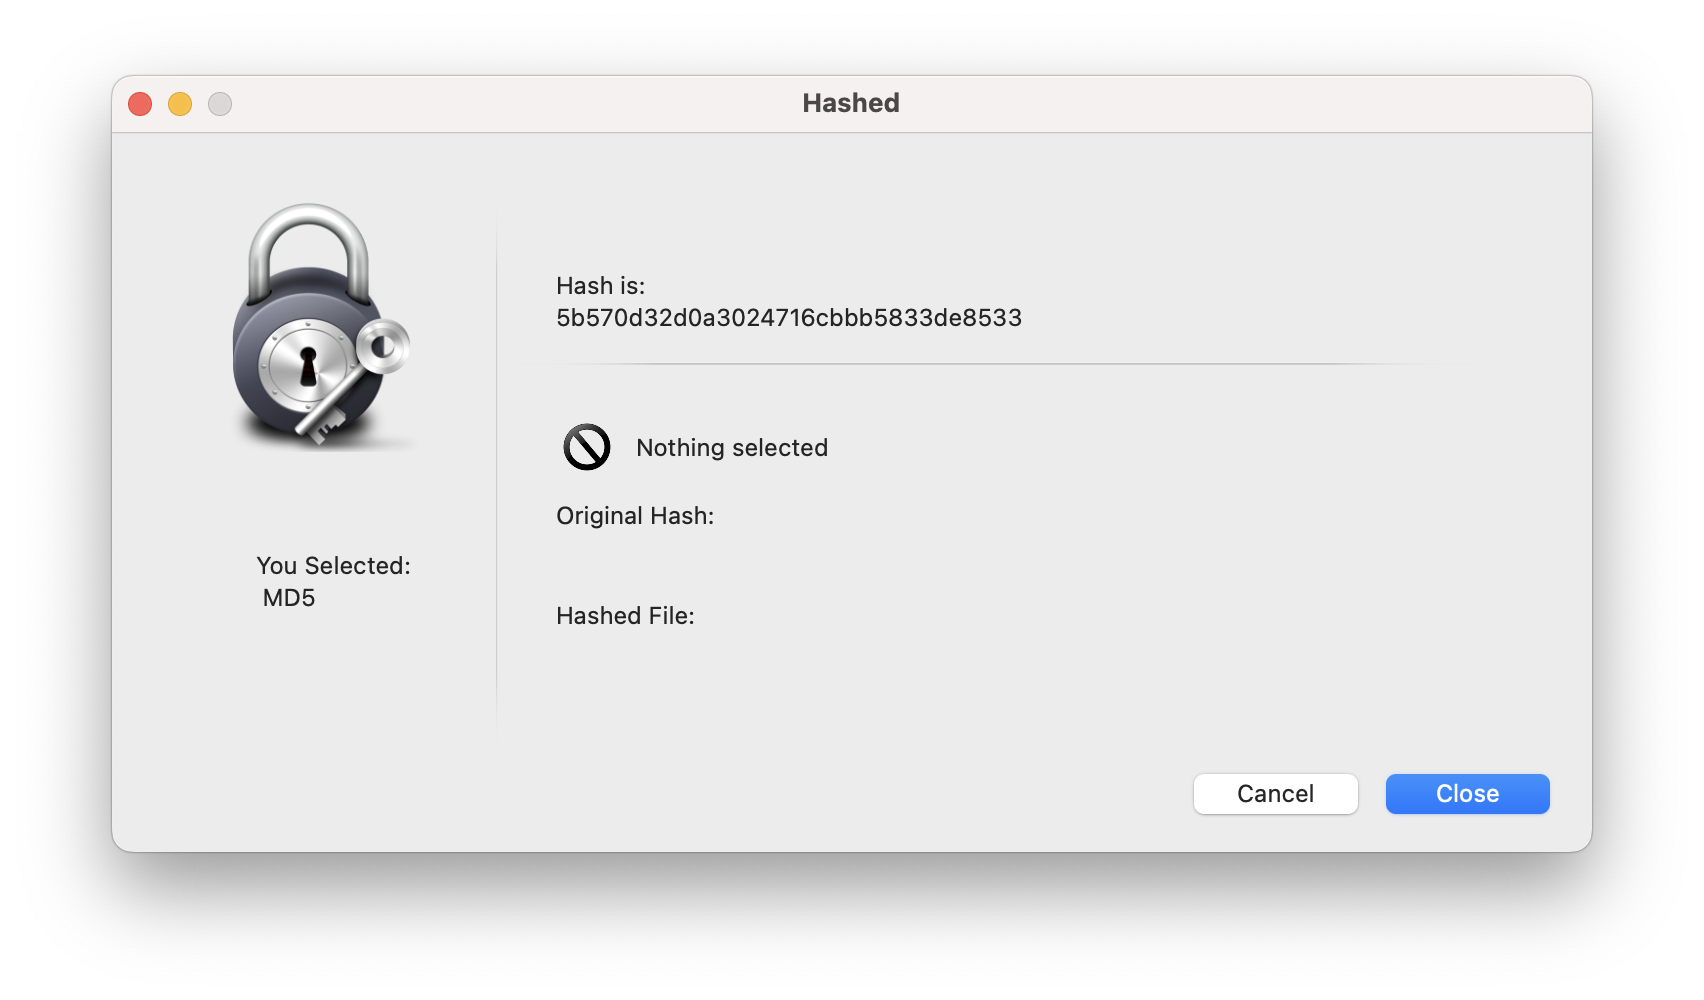 Hashed
Hash is:
5b570d32d0a3024716cbbb5833de8533
Nothing selected
Original Hash:
You Selected:
MD5
Hashed File:
Cancel
Close